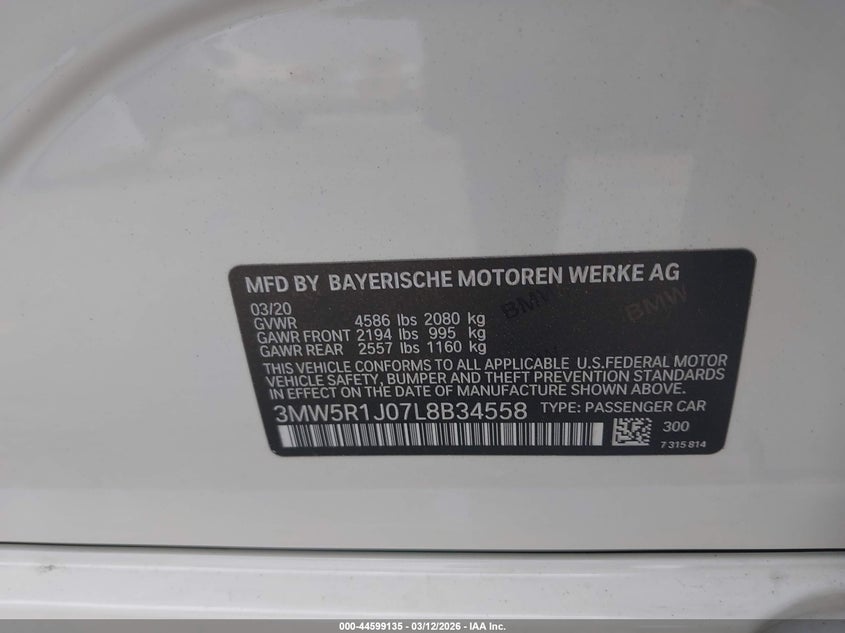 MFD BY BAYERISCHE MOTOREN WERKE AG
03/20
GVWR 4586 lbs 2080 kg
GAWR FRONT 2194 lbs 995 kg
GAWR REAR 2557 lbs 1160 kg
THIS VEHICLE CONFORMS TO ALL APPLICABLE U.S.FEDERAL MOTOR
VEHICLE SAFETY, BUMPER AND THEFT PREVENTION STANDARDS
IN EFFECT ON THE DATE OF MANUFACTURE SHOWN ABOVE.
3MW5R1J07L8B34558 TYPE: PASSENGER CAR
300
7 315 814
BMW
BMW
000-44599135 - 03/12/2026 - IAA Inc.